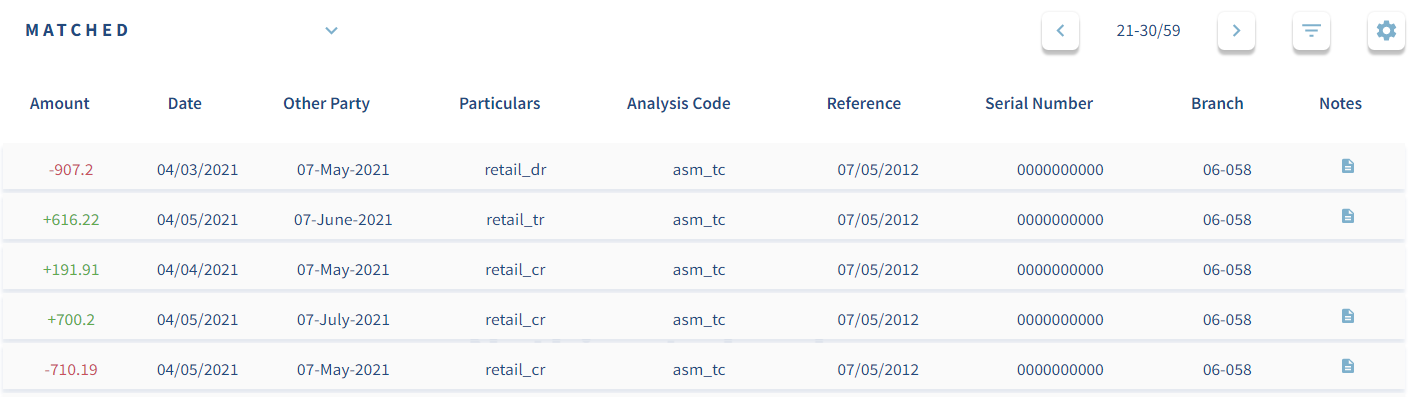 MATCHED 21-30/59
Amount Date Other Party Particulars Analysis Code Reference Serial Number Branch Notes
-907.2 04/03/2021 07-May-2021 retail_dr asm_tc 07/05/2012 0000000000 06-058
+616.22 04/05/2021 07-June-2021 retail_tr asm_tc 07/05/2012 0000000000 06-058
+191.91 04/04/2021 07-May-2021 retail_cr asm_tc 07/05/2012 0000000000 06-058
+700.2 04/05/2021 07-July-2021 retail_cr asm_tc 07/05/2012 0000000000 06-058
-710.19 04/05/2021 07-May-2021 retail_cr asm_tc 07/05/2012 0000000000 06-058